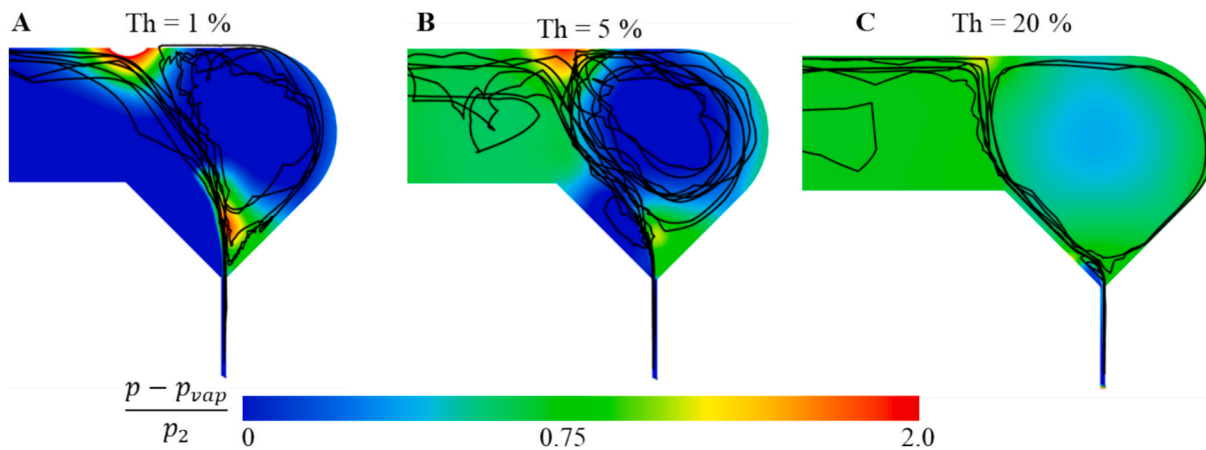 A Th = 1 % B Th = 5 % C Th = 20 %
p − p_vap
p_2
0 0.75 2.0